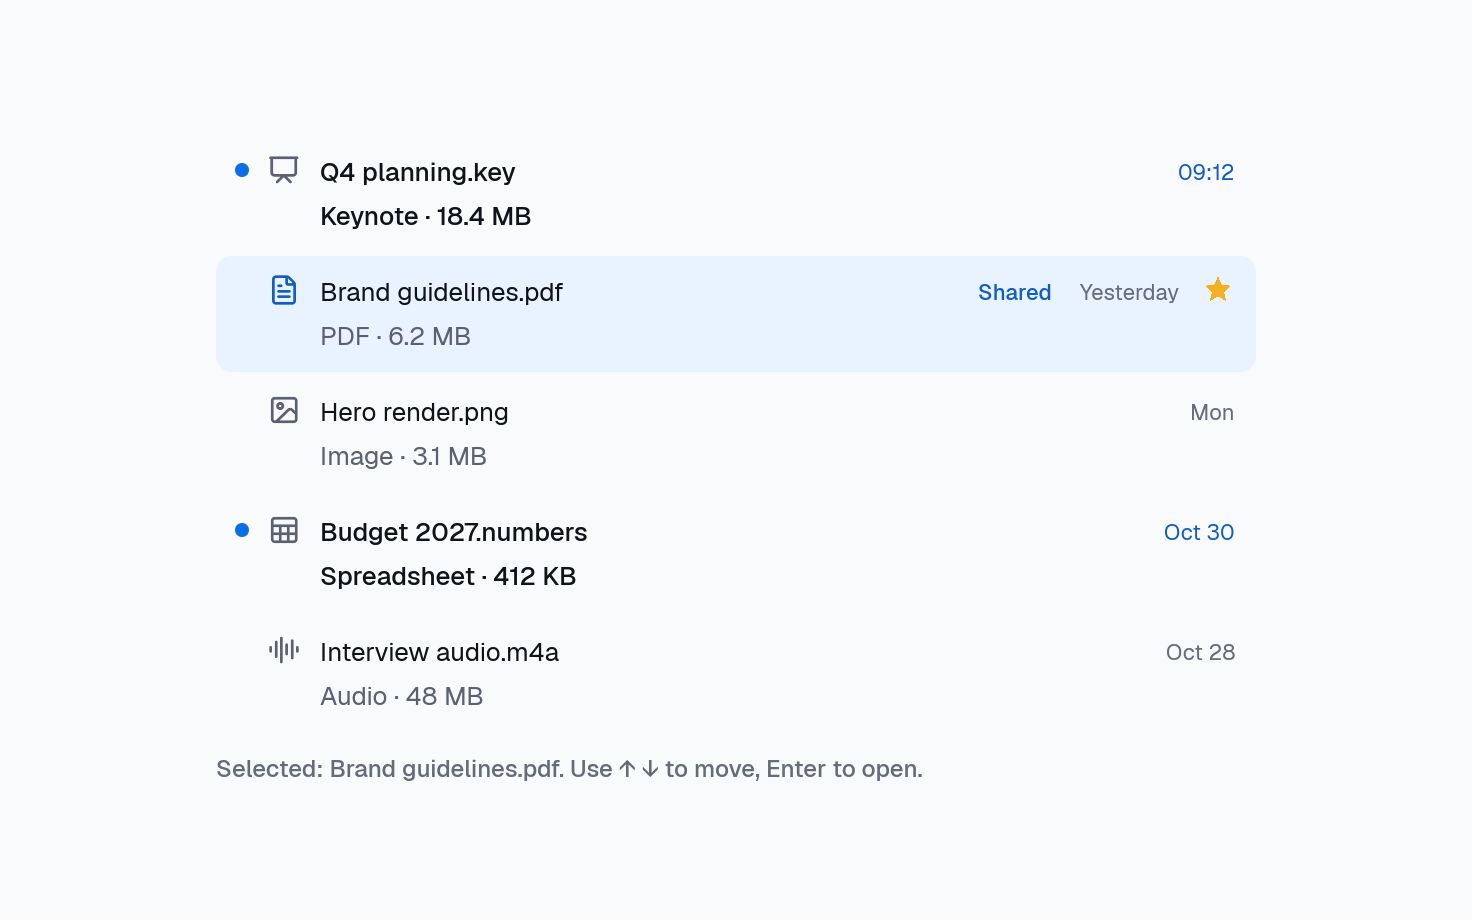 Q4 planning.key 09:12
Keynote · 18.4 MB
Brand guidelines.pdf Shared Yesterday
PDF · 6.2 MB
Hero render.png Mon
Image · 3.1 MB
Budget 2027.numbers Oct 30
Spreadsheet · 412 KB
Interview audio.m4a Oct 28
Audio · 48 MB
Selected: Brand guidelines.pdf. Use ↑ ↓ to move, Enter to open.